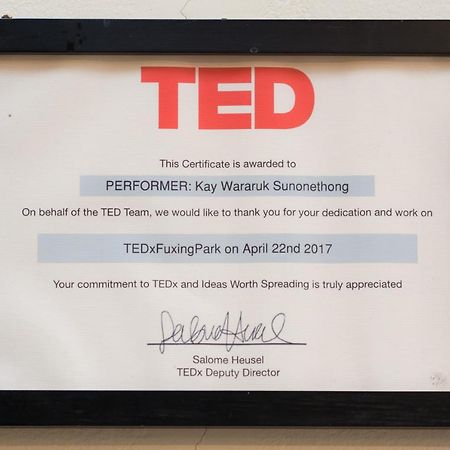 TED
This Certificate is awarded to
PERFORMER: Kay Wararuk Sunonethong
On behalf of the TED Team, we would like to thank you for your dedication and work on
TEDxFuxingPark on April 22nd 2017
Your commitment to TEDx and Ideas Worth Spreading is truly appreciated
Salome Heusel
Salome Heusel
TEDx Deputy Director